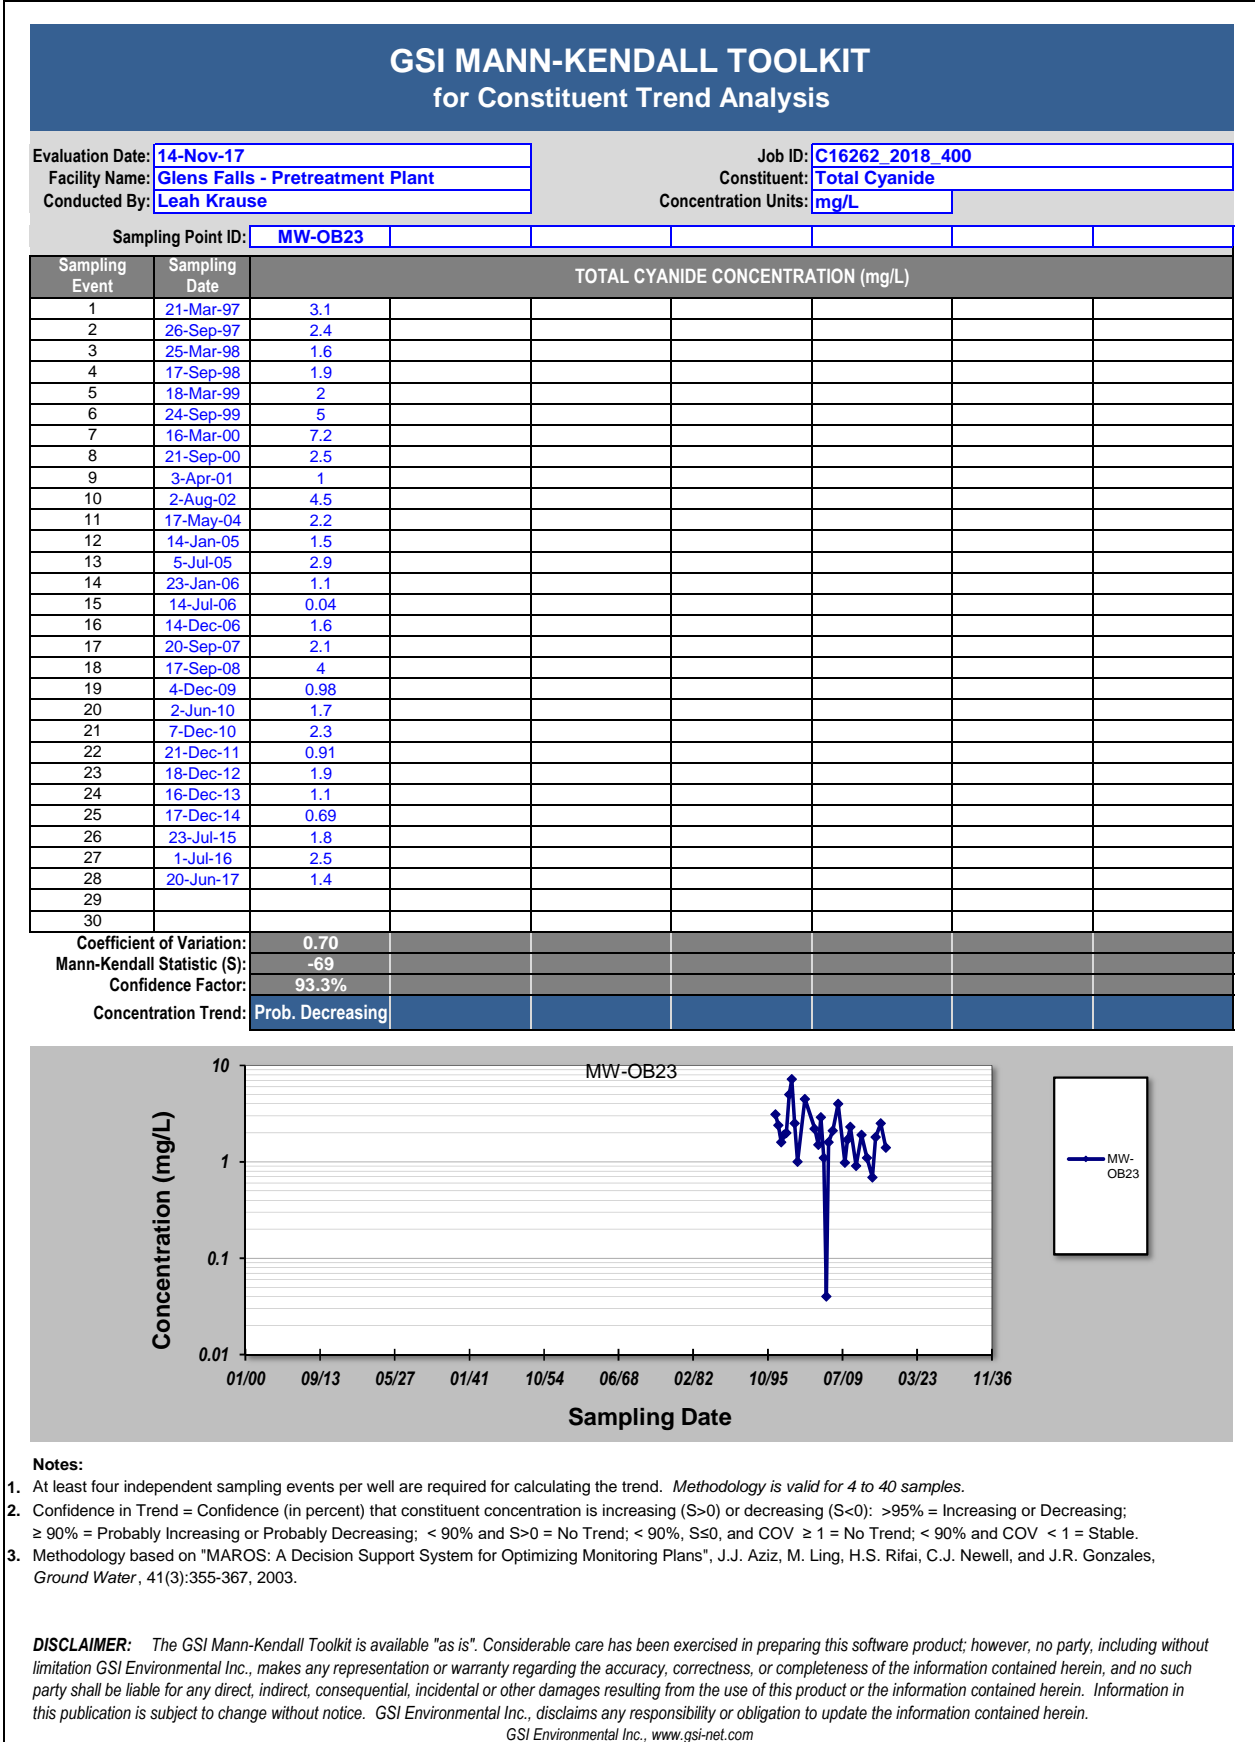 GSI MANN-KENDALL TOOLKIT
for Constituent Trend Analysis
Evaluation Date: 14-Nov-17 Job ID: C16262_2018_400
Facility Name: Glens Falls - Pretreatment Plant Constituent: Total Cyanide
Conducted By: Leah Krause Concentration Units: mg/L
Sampling Point ID: MW-OB23
Sampling Event Sampling Date TOTAL CYANIDE CONCENTRATION (mg/L)
1 21-Mar-97 3.1
2 26-Sep-97 2.4
3 25-Mar-98 1.6
4 17-Sep-98 1.9
5 18-Mar-99 2
6 24-Sep-99 5
7 16-Mar-00 7.2
8 21-Sep-00 2.5
9 3-Apr-01 1
10 2-Aug-02 4.5
11 17-May-04 2.2
12 14-Jan-05 1.5
13 5-Jul-05 2.9
14 23-Jan-06 1.1
15 14-Jul-06 0.04
16 14-Dec-06 1.6
17 20-Sep-07 2.1
18 17-Sep-08 4
19 4-Dec-09 0.98
20 2-Jun-10 1.7
21 7-Dec-10 2.3
22 21-Dec-11 0.91
23 18-Dec-12 1.9
24 16-Dec-13 1.1
25 17-Dec-14 0.69
26 23-Jul-15 1.8
27 1-Jul-16 2.5
28 20-Jun-17 1.4
29
30
Coefficient of Variation: 0.70
Mann-Kendall Statistic (S): -69
Confidence Factor: 93.3%
Concentration Trend: Prob. Decreasing
MW-OB23
Concentration (mg/L)
10
1
0.1
0.01
01/00 09/13 05/27 01/41 10/54 06/68 02/82 10/95 07/09 03/23 11/36
Sampling Date
MW-
OB23
Notes:
1. At least four independent sampling events per well are required for calculating the trend. Methodology is valid for 4 to 40 samples.
2. Confidence in Trend = Confidence (in percent) that constituent concentration is increasing (S>0) or decreasing (S<0): >95% = Increasing or Decreasing;
≥ 90% = Probably Increasing or Probably Decreasing; < 90% and S>0 = No Trend; < 90%, S≤0, and COV ≥ 1 = No Trend; < 90% and COV < 1 = Stable.
3. Methodology based on "MAROS: A Decision Support System for Optimizing Monitoring Plans", J.J. Aziz, M. Ling, H.S. Rifai, C.J. Newell, and J.R. Gonzales,
Ground Water, 41(3):355-367, 2003.
DISCLAIMER: The GSI Mann-Kendall Toolkit is available "as is". Considerable care has been exercised in preparing this software product; however, no party, including without
limitation GSI Environmental Inc., makes any representation or warranty regarding the accuracy, correctness, or completeness of the information contained herein, and no such
party shall be liable for any direct, indirect, consequential, incidental or other damages resulting from the use of this product or the information contained herein. Information in
this publication is subject to change without notice. GSI Environmental Inc., disclaims any responsibility or obligation to update the information contained herein.
GSI Environmental Inc., www.gsi-net.com